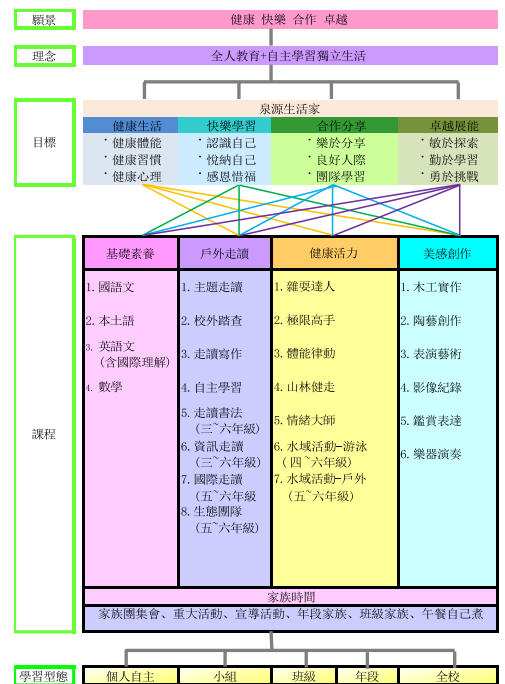 願景
健康 快樂 合作 卓越
理念
全人教育+自主學習獨立生活
目標
泉源生活家
健康生活 快樂學習 合作分享 卓越展能
·健康體能 ·認識自己 ·樂於分享 ·敏於探索
·健康習慣 ·悅納自己 ·良好人際 ·勤於學習
·健康心理 ·感恩惜福 ·團隊學習 ·勇於挑戰
課程
基礎素養
1. 國語文
2. 本土語
3. 英語文
(含國際理解)
4. 數學
戶外走讀
1. 主題走讀
2. 校外踏查
3. 走讀寫作
4. 自主學習
5. 走讀書法
(三~六年級)
6. 資訊走讀
(三~六年級)
7. 國際走讀
(五~六年級
8. 生態團隊
(五~六年級)
健康活力
1. 雜耍達人
2. 極限高手
3. 體能律動
4. 山林健走
5. 情緒大師
6. 水域活動-游泳
(四~六年級)
7. 水域活動-戶外
(五~六年級)
美感創作
1. 木工實作
2. 陶藝創作
3. 表演藝術
4. 影像紀錄
5. 鑑賞表達
6. 樂器演奏
家族時間
家族團集會、重大活動、宣導活動、年段家族、班級家族、午餐自己煮
學習型態
個人自主 小組 班級 年段 全校